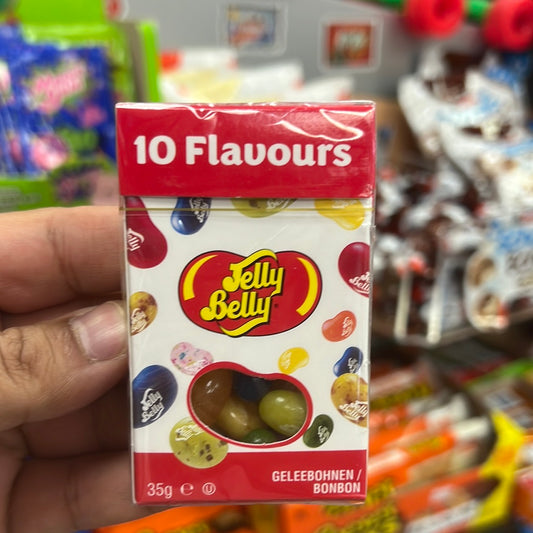 10 Flavours
Jelly
Belly
GELEEBOHNEN /
BONBON
35g ℮ Ⓤ